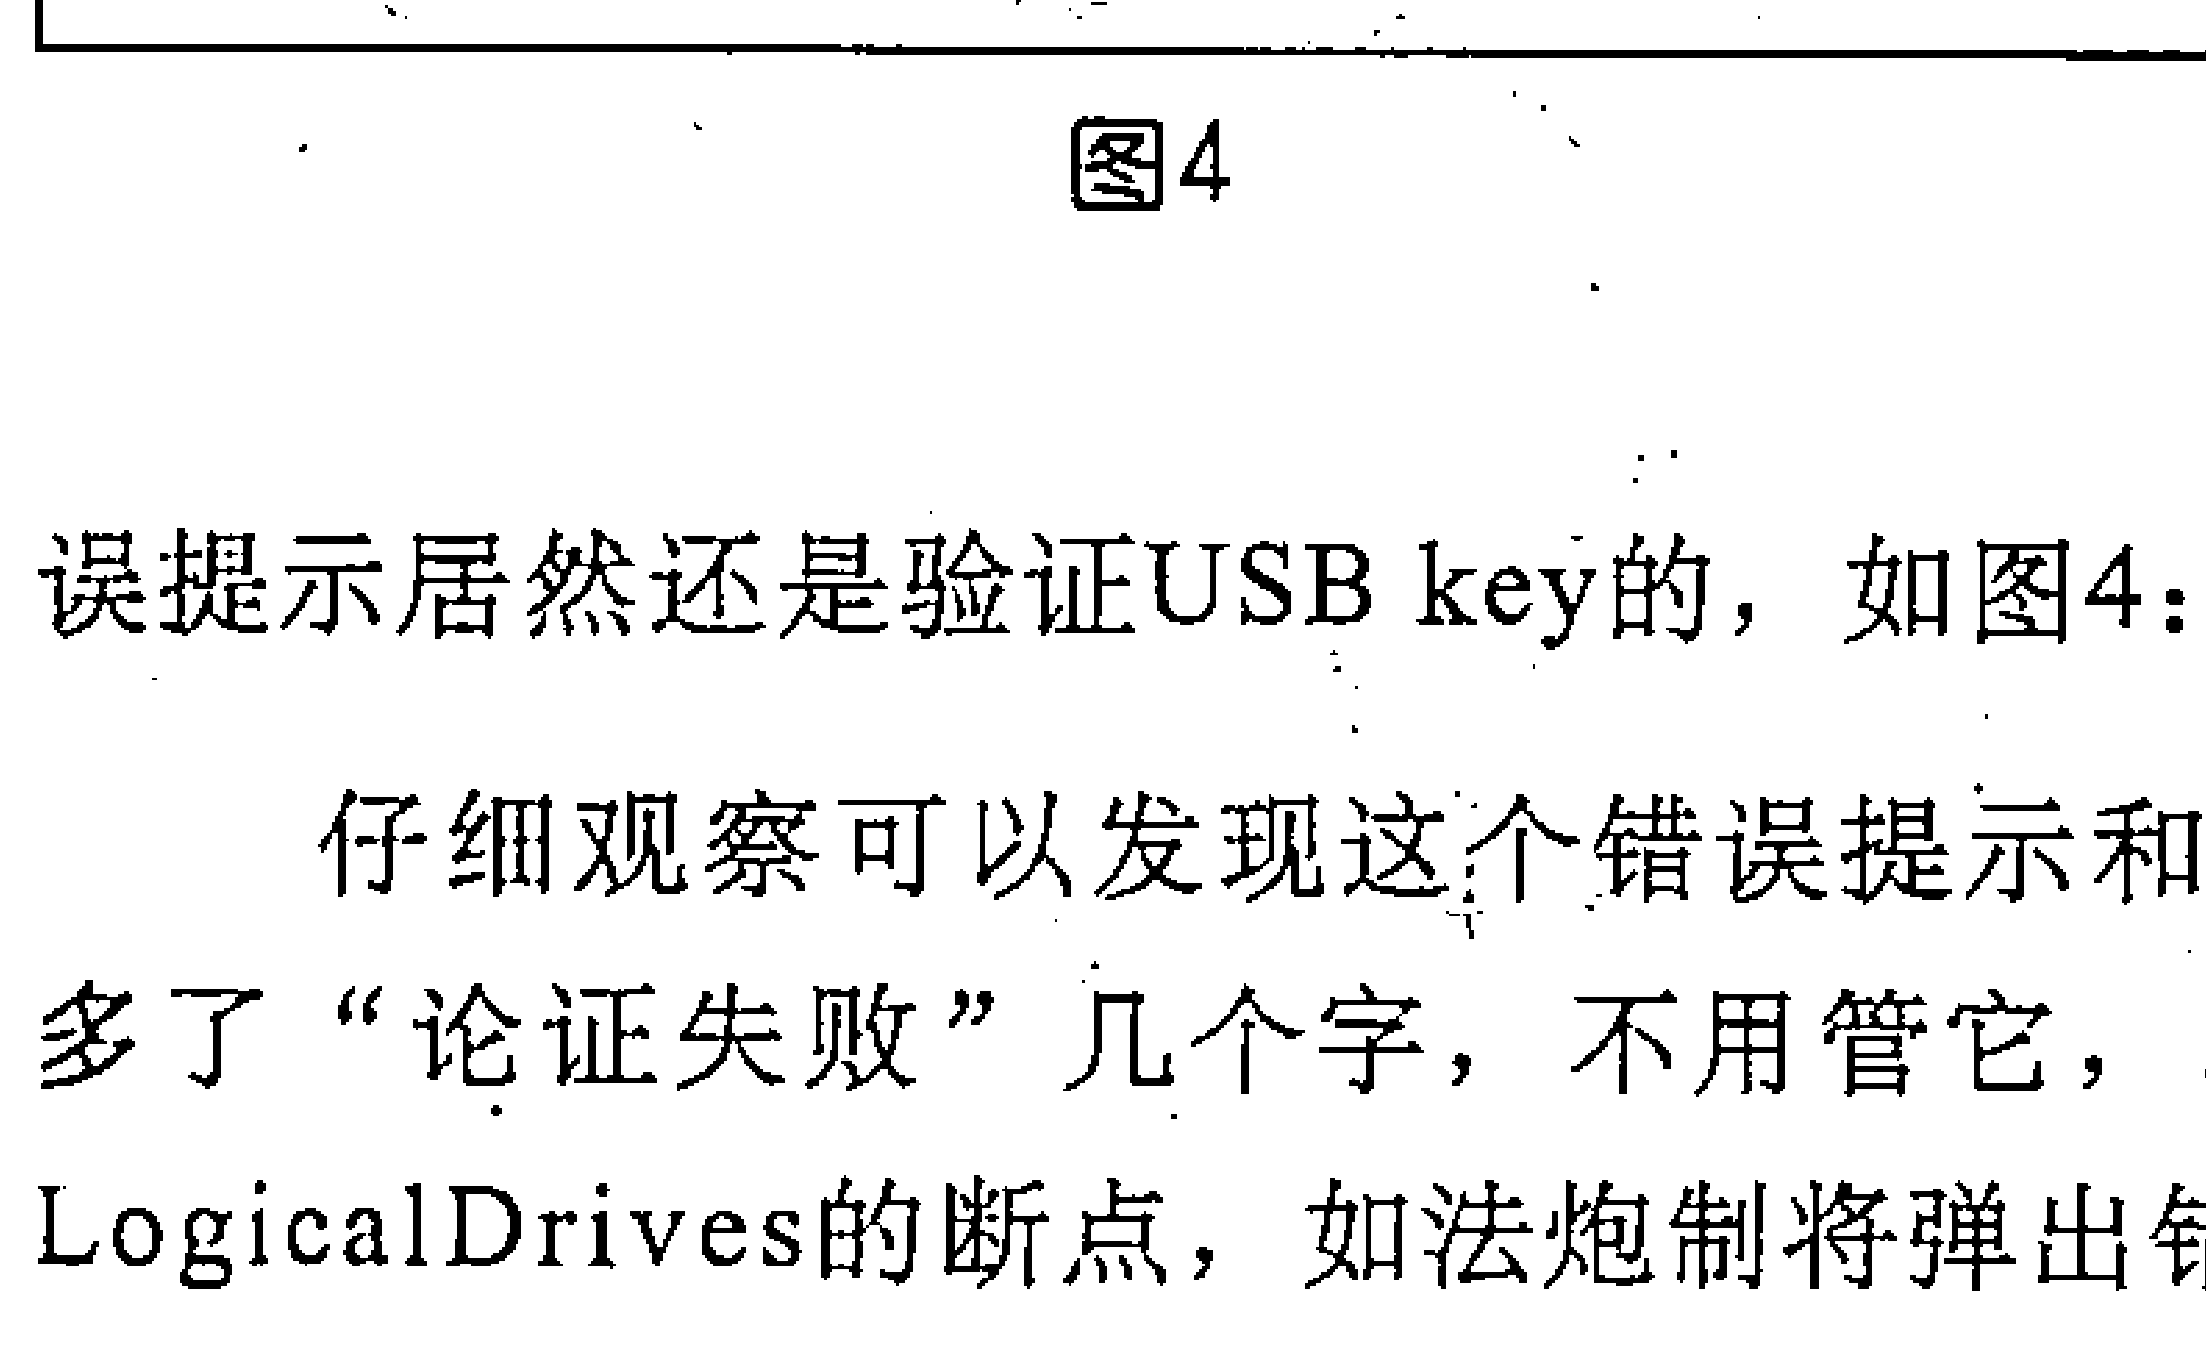 图4
误提示居然还是验证USB key的，如图4：
仔细观察可以发现这个错误提示和
多了“论证失败”几个字，不用管它，
LogicalDrives的断点，如法炮制将弹出